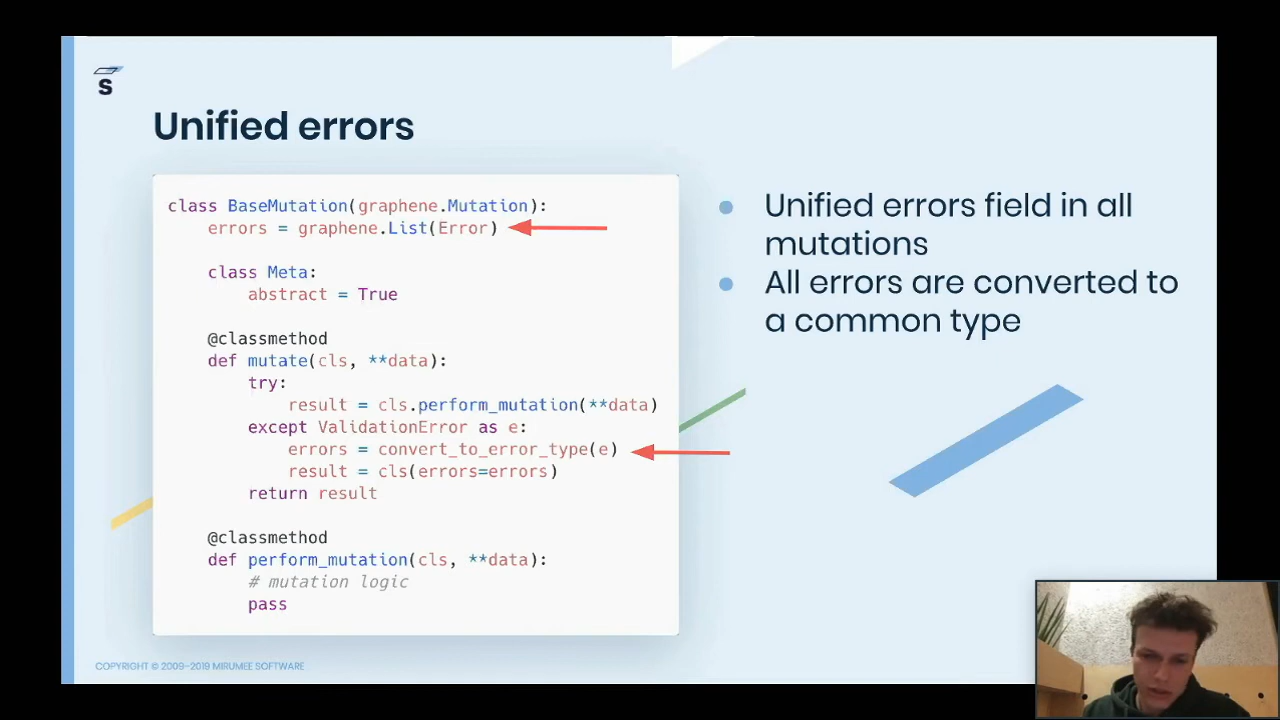 S
Unified errors
class BaseMutation(graphene.Mutation):
errors = graphene.List(Error)
class Meta:
abstract = True
@classmethod
def mutate(cls, **data):
try:
result = cls.perform_mutation(**data)
except ValidationError as e:
errors = convert_to_error_type(e)
result = cls(errors=errors)
return result
@classmethod
def perform_mutation(cls, **data):
# mutation logic
pass
Unified errors field in all
mutations
All errors are converted to
a common type
COPYRIGHT © 2009–2019 MIRUMEE SOFTWARE